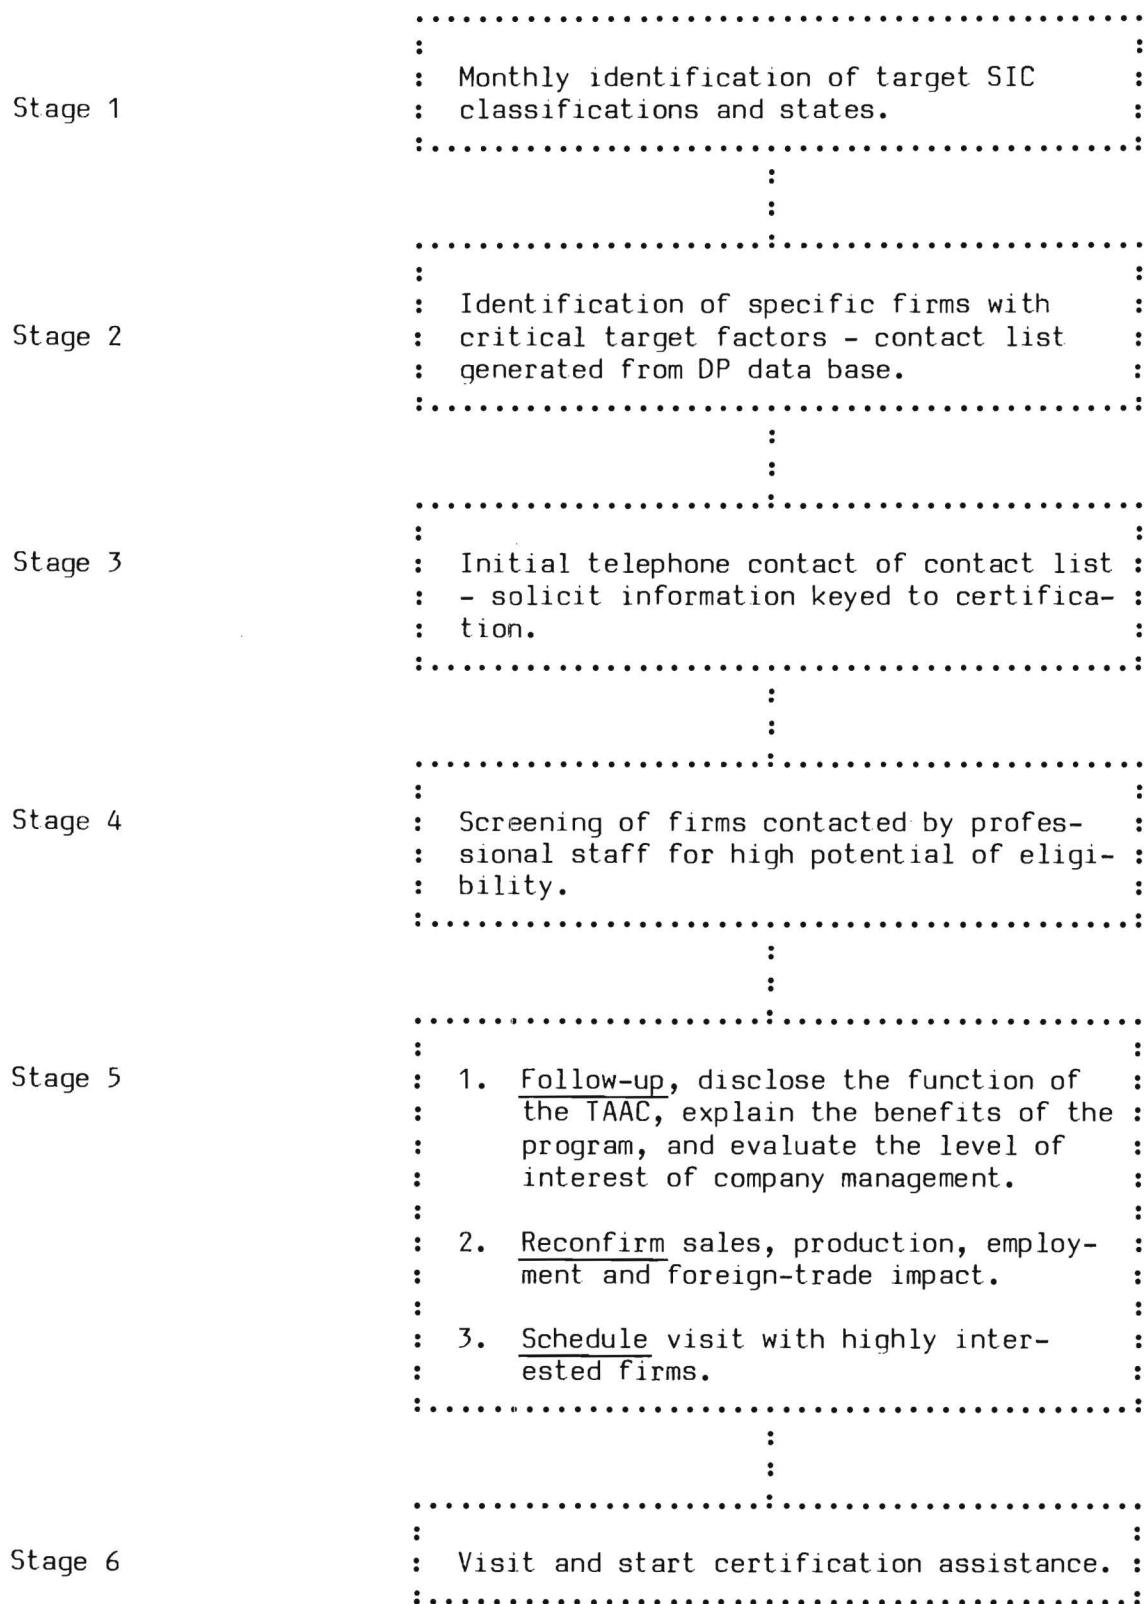 Monthly identification of target SIC
Stage 1 classifications and states.
Identification of specific firms with
Stage 2 critical target factors - contact list
generated from DP data base.
Stage 3 Initial telephone contact of contact list
- solicit information keyed to certifica-
tion.
Stage 4 Screening of firms contacted by profes-
sional staff for high potential of eligi-
bility.
Stage 5 1. Follow-up, disclose the function of
the TAAC, explain the benefits of the
program, and evaluate the level of
interest of company management.
2. Reconfirm sales, production, employ-
ment and foreign-trade impact.
3. Schedule visit with highly inter-
ested firms.
Stage 6 Visit and start certification assistance.